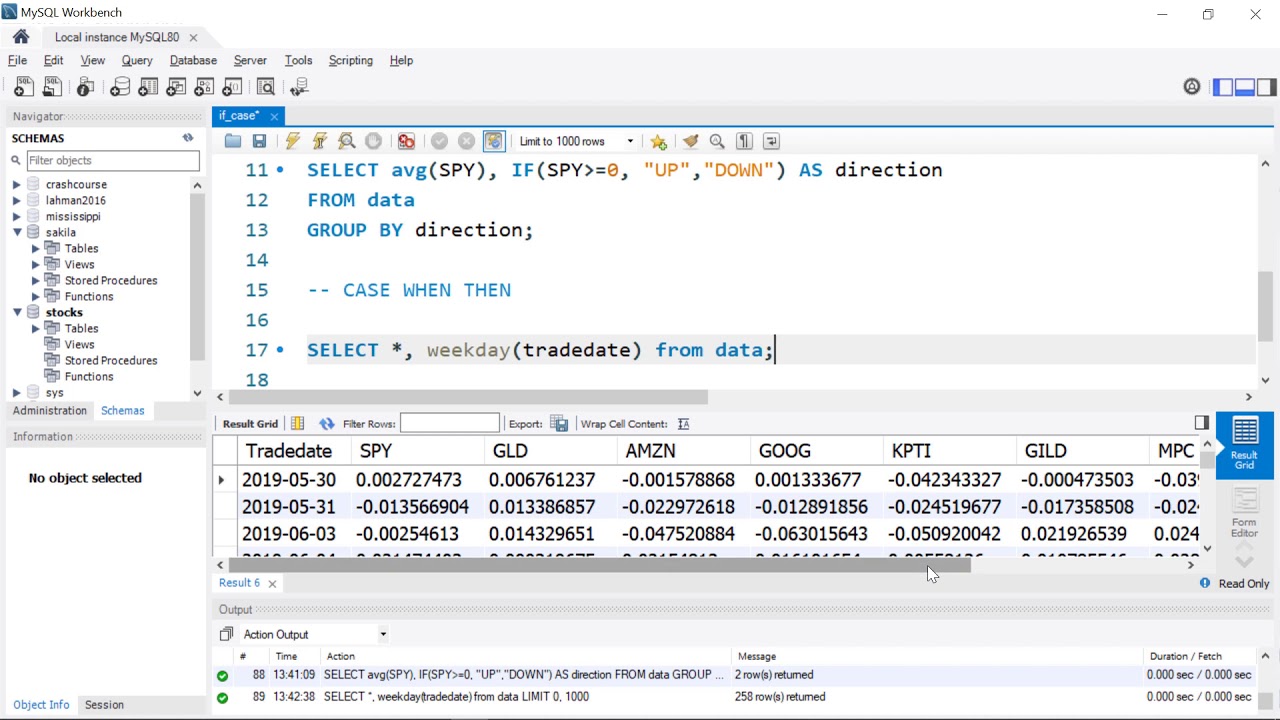 MySQL Workbench
Local instance MySQL80
File Edit View Query Database Server Tools Scripting Help
Navigator
SCHEMAS
Filter objects
crashcourse
lahman2016
mississippi
sakila
Tables
Views
Stored Procedures
Functions
stocks
Tables
Views
Stored Procedures
Functions
sys
Administration Schemas
Information
No object selected
Object Info Session
if_case*
Limit to 1000 rows
11 SELECT avg(SPY), IF(SPY>=0, "UP","DOWN") AS direction
12 FROM data
13 GROUP BY direction;
14
15 -- CASE WHEN THEN
16
17 SELECT *, weekday(tradedate) from data;
18
Result Grid Filter Rows: Export: Wrap Cell Content:
Tradedate SPY GLD AMZN GOOG KPTI GILD MPC
2019-05-30 0.002727473 0.006761237 -0.001578868 0.001333677 -0.042343327 -0.000473503 -0.03
2019-05-31 -0.013566904 0.013386857 -0.022972618 -0.012891856 -0.024519677 -0.017358508 -0.02
2019-06-03 -0.00254613 0.014329651 -0.047520884 -0.063015643 -0.050920042 0.021926539 0.024
Result Grid
Form Editor
Result 6
Read Only
Output
Action Output
# Time Action Message Duration / Fetch
88 13:41:09 SELECT avg(SPY), IF(SPY>=0, "UP","DOWN") AS direction FROM data GROUP ... 2 row(s) returned 0.000 sec / 0.000 sec
89 13:42:38 SELECT *, weekday(tradedate) from data LIMIT 0, 1000 258 row(s) returned 0.000 sec / 0.000 sec